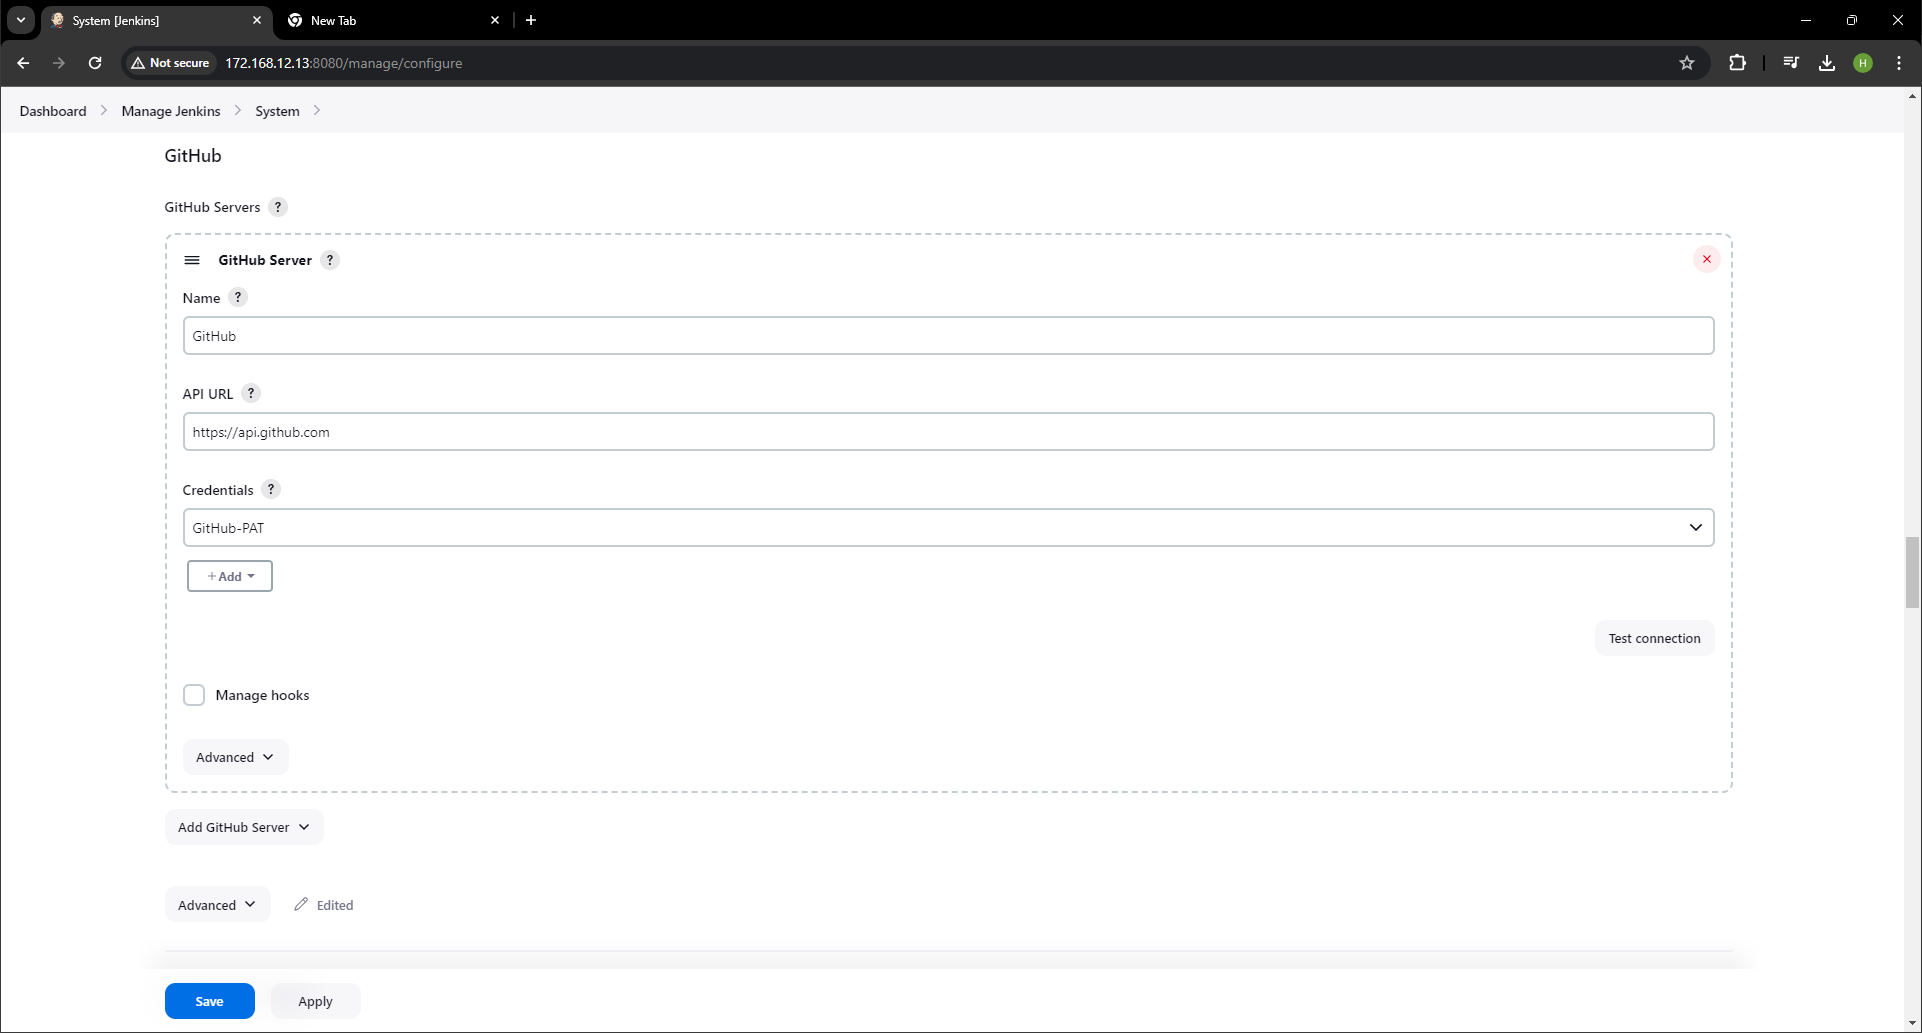 System [Jenkins]
New Tab
Not secure
172.168.12.13:8080/manage/configure
H
Dashboard
Manage Jenkins
System
GitHub
GitHub Servers ?
GitHub Server ?
Name ?
GitHub
API URL ?
https://api.github.com
Credentials ?
GitHub-PAT
+ Add
Test connection
Manage hooks
Advanced
Add GitHub Server
Advanced
Edited
Save
Apply